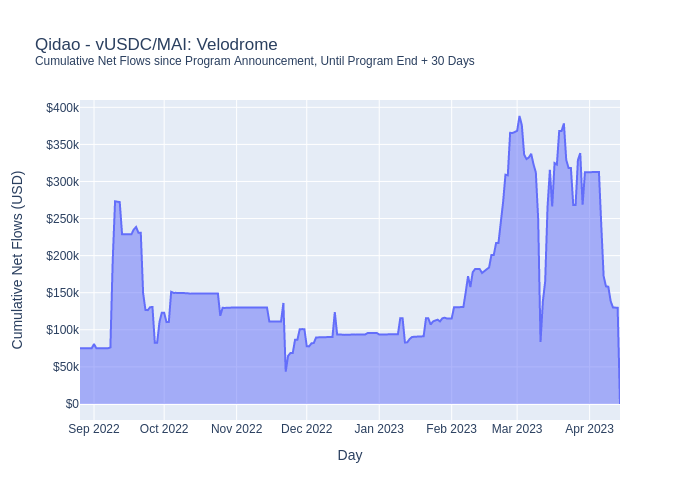 Qidao - vUSDC/MAI: Velodrome
Cumulative Net Flows since Program Announcement, Until Program End + 30 Days
Cumulative Net Flows (USD)
$400k
$350k
$300k
$250k
$200k
$150k
$100k
$50k
$0
Sep 2022 Oct 2022 Nov 2022 Dec 2022 Jan 2023 Feb 2023 Mar 2023 Apr 2023
Day